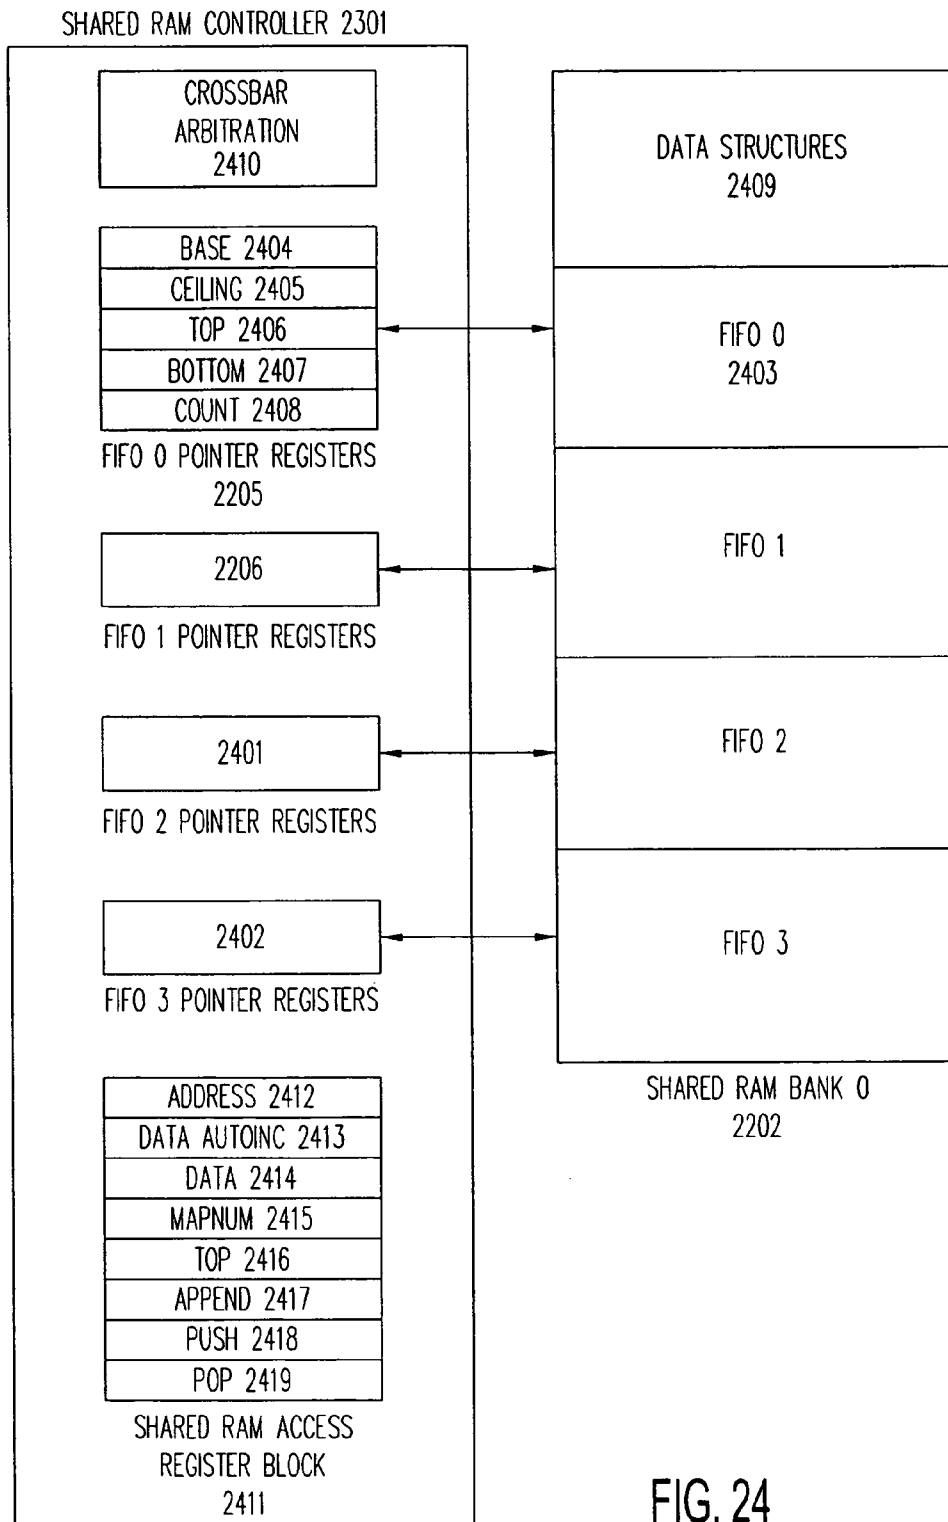 SHARED RAM CONTROLLER 2301
CROSSBAR
ARBITRATION
2410
BASE 2404
CEILING 2405
TOP 2406
BOTTOM 2407
COUNT 2408
FIFO 0 POINTER REGISTERS
2205
2206
FIFO 1 POINTER REGISTERS
2401
FIFO 2 POINTER REGISTERS
2402
FIFO 3 POINTER REGISTERS
ADDRESS 2412
DATA AUTOINC 2413
DATA 2414
MAPNUM 2415
TOP 2416
APPEND 2417
PUSH 2418
POP 2419
SHARED RAM ACCESS
REGISTER BLOCK
2411
DATA STRUCTURES
2409
FIFO 0
2403
FIFO 1
FIFO 2
FIFO 3
SHARED RAM BANK 0
2202
FIG. 24